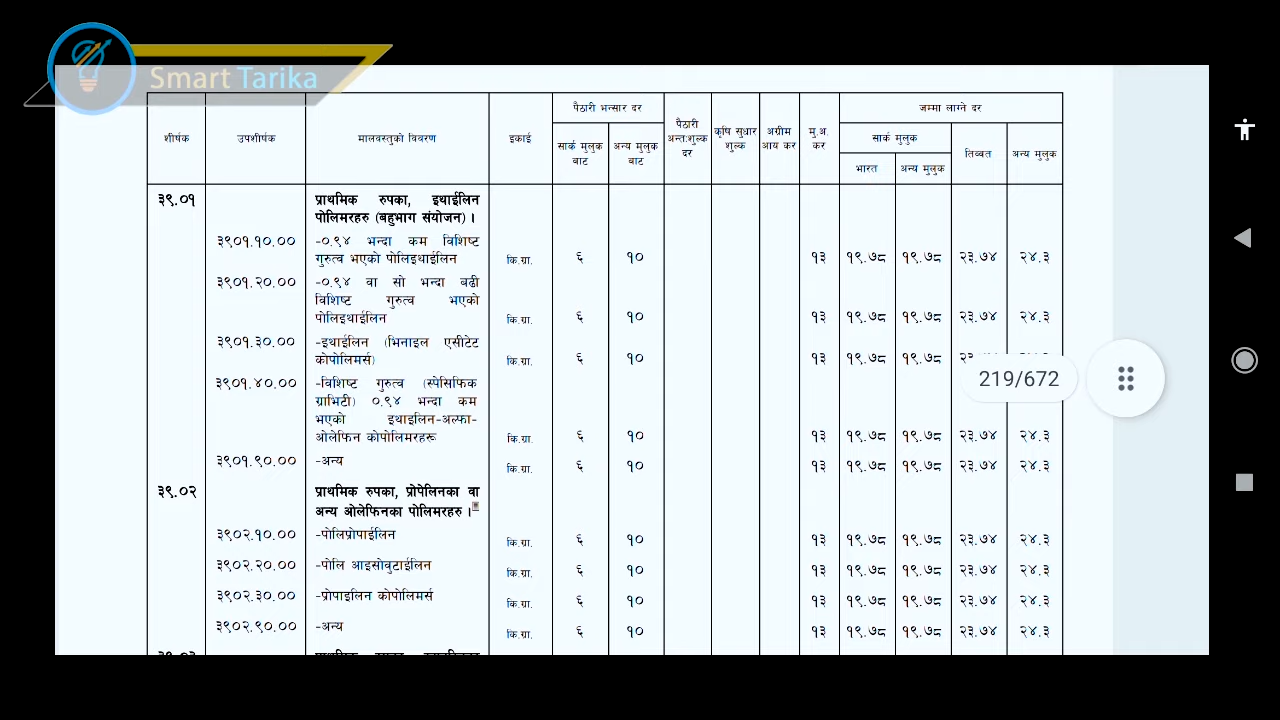 Smart Tarika
शीर्षक उपशीर्षक मालवस्तुको विवरण इकाई पैठारी भन्सार दर पैठारी अन्तःशुल्क दर कृषि सुधार शुल्क अग्रीम आय कर मु.अ. कर जम्मा लाग्ने दर
सार्क मुलुक बाट अन्य मुलुक बाट सार्क मुलुक तिब्बत अन्य मुलुक
भारत अन्य मुलुक
३९.०१ प्राथमिक रुपका, इथाईलिन
पोलिमरहरु (बहुभाग संयोजन) ।
३९०१.१०.०० -०.९४ भन्दा कम विशिष्ट
गुरुत्व भएको पोलिइथाईलिन कि.ग्रा. ६ १० १३ १९.७८ १९.७८ २३.७४ २४.३
३९०१.२०.०० -०.९४ वा सो भन्दा बढी
विशिष्ट गुरुत्व भएको
पोलिइथाईलिन कि.ग्रा. ६ १० १३ १९.७८ १९.७८ २३.७४ २४.३
३९०१.३०.०० -इथाईलिन (भिनाइल एसीटेट
कोपोलिमर्स) कि.ग्रा. ६ १० १३ १९.७८ १९.७८
219/672
३९०१.४०.०० -विशिष्ट गुरुत्व (स्पेसिफिक
ग्राभिटी) ०.९४ भन्दा कम
भएको इथाइलिन-अल्फा-
ओलेफिन कोपोलिमरहरू कि.ग्रा. ६ १० १३ १९.७८ १९.७८ २३.७४ २४.३
३९०१.९०.०० -अन्य कि.ग्रा. ६ १० १३ १९.७८ १९.७८ २३.७४ २४.३
३९.०२ प्राथमिक रुपका, प्रोपेलिनका वा
अन्य ओलेफिनका पोलिमरहरु ।
३९०२.१०.०० -पोलिप्रोपाईलिन कि.ग्रा. ६ १० १३ १९.७८ १९.७८ २३.७४ २४.३
३९०२.२०.०० -पोलि आइसोवुटाईलिन कि.ग्रा. ६ १० १३ १९.७८ १९.७८ २३.७४ २४.३
३९०२.३०.०० -प्रोपाइलिन कोपोलिमर्स कि.ग्रा. ६ १० १३ १९.७८ १९.७८ २३.७४ २४.३
३९०२.९०.०० -अन्य कि.ग्रा. ६ १० १३ १९.७८ १९.७८ २३.७४ २४.३